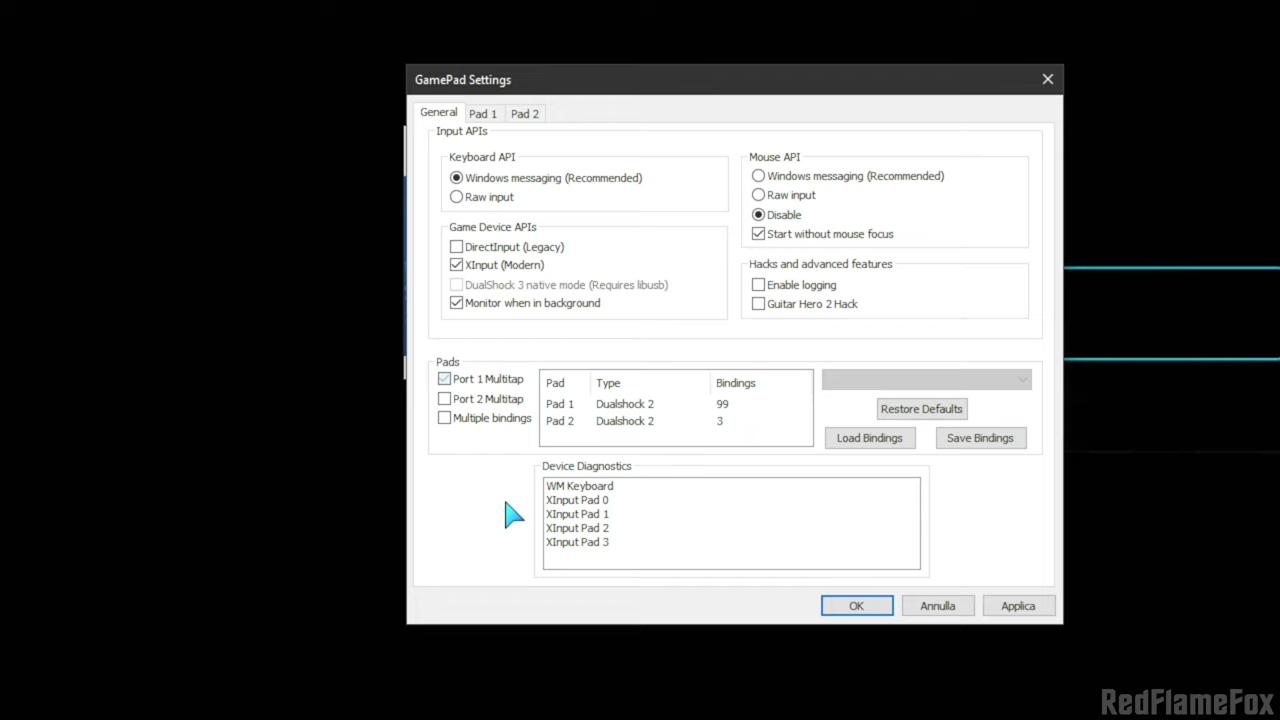 GamePad Settings
General
Pad 1
Pad 2
Input APIs
Keyboard API
Windows messaging (Recommended)
Raw input
Mouse API
Windows messaging (Recommended)
Raw input
Disable
Start without mouse focus
Game Device APIs
DirectInput (Legacy)
XInput (Modern)
DualShock 3 native mode (Requires libusb)
Monitor when in background
Hacks and advanced features
Enable logging
Guitar Hero 2 Hack
Pads
Port 1 Multitap
Port 2 Multitap
Multiple bindings
Pad Type Bindings
Pad 1 Dualshock 2 99
Pad 2 Dualshock 2 3
Restore Defaults
Load Bindings
Save Bindings
Device Diagnostics
WM Keyboard
XInput Pad 0
XInput Pad 1
XInput Pad 2
XInput Pad 3
OK
Annulla
Applica
RedFlameFox